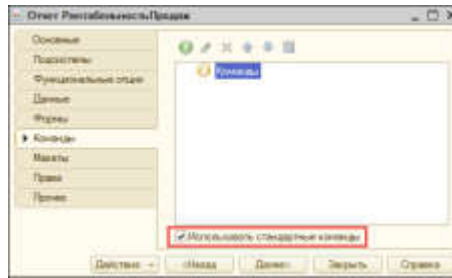 Отчет РентабельностьПродаж
Основные
Подсистемы
Функциональные опции
Данные
Формы
Команды
Макеты
Права
Прочее
Команды
Использовать стандартные команды
Действия
<Назад
Далее>
Закрыть
Справка